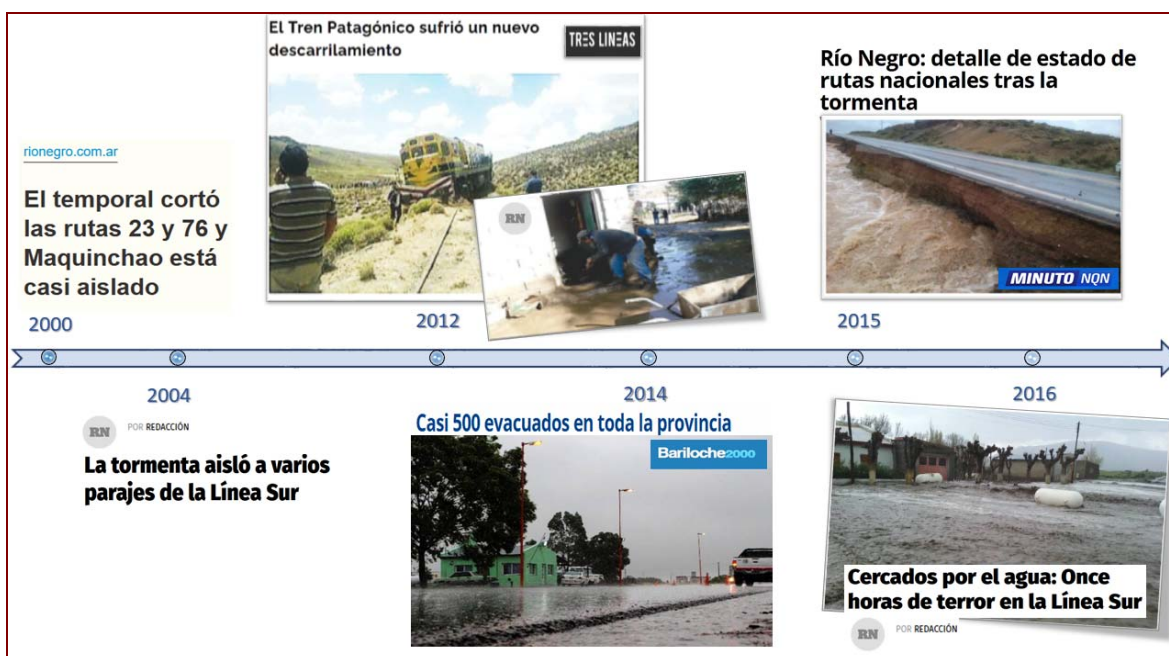 El Tren Patagónico sufrió un nuevo
descarrilamiento
TRES LINEAS
rionegro.com.ar
El temporal cortó
las rutas 23 y 76 y
Maquinchao está
casi aislado
RN
Río Negro: detalle de estado de
rutas nacionales tras la
tormenta
MINUTO NQN
2000
2012
2015
2004
2014
2016
RN
POR REDACCIÓN
La tormenta aisló a varios
parajes de la Línea Sur
Casi 500 evacuados en toda la provincia
Bariloche2000
Cercados por el agua: Once
horas de terror en la Línea Sur
RN
POR REDACCIÓN